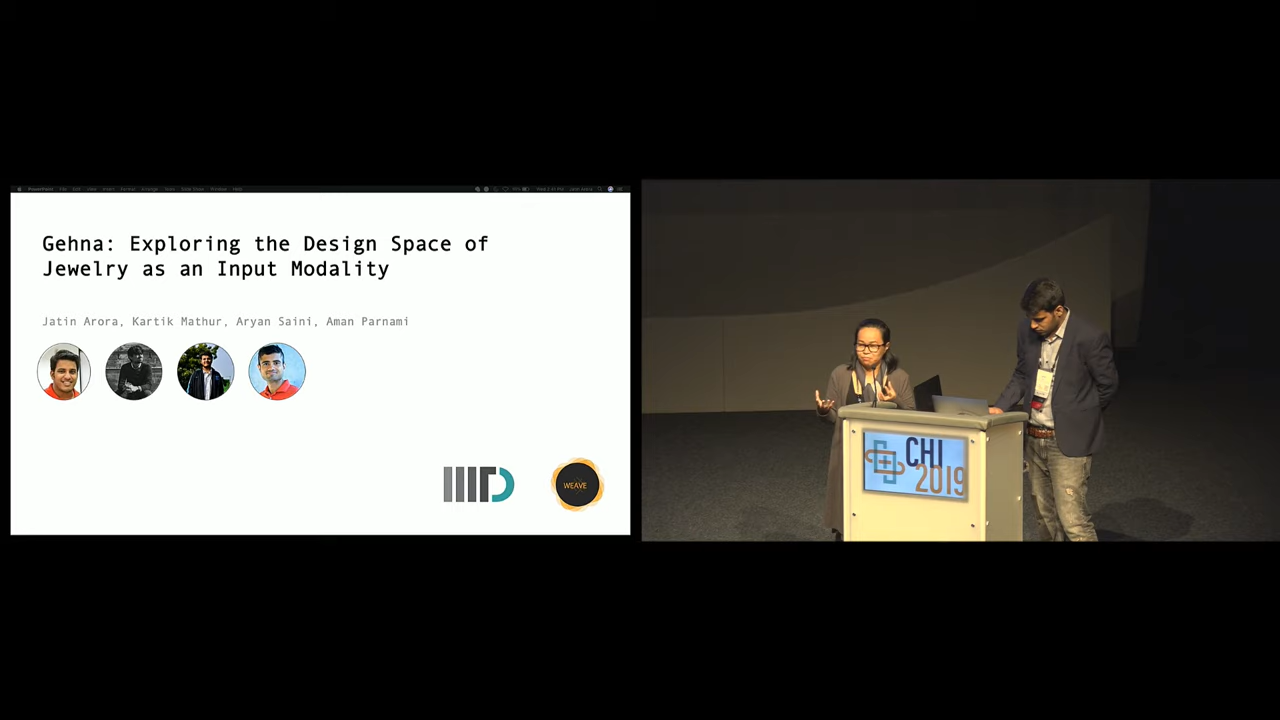 Gehna: Exploring the Design Space of
Jewelry as an Input Modality
Jatin Arora, Kartik Mathur, Aryan Saini, Aman Parnami
WEAVE
CHI
2019